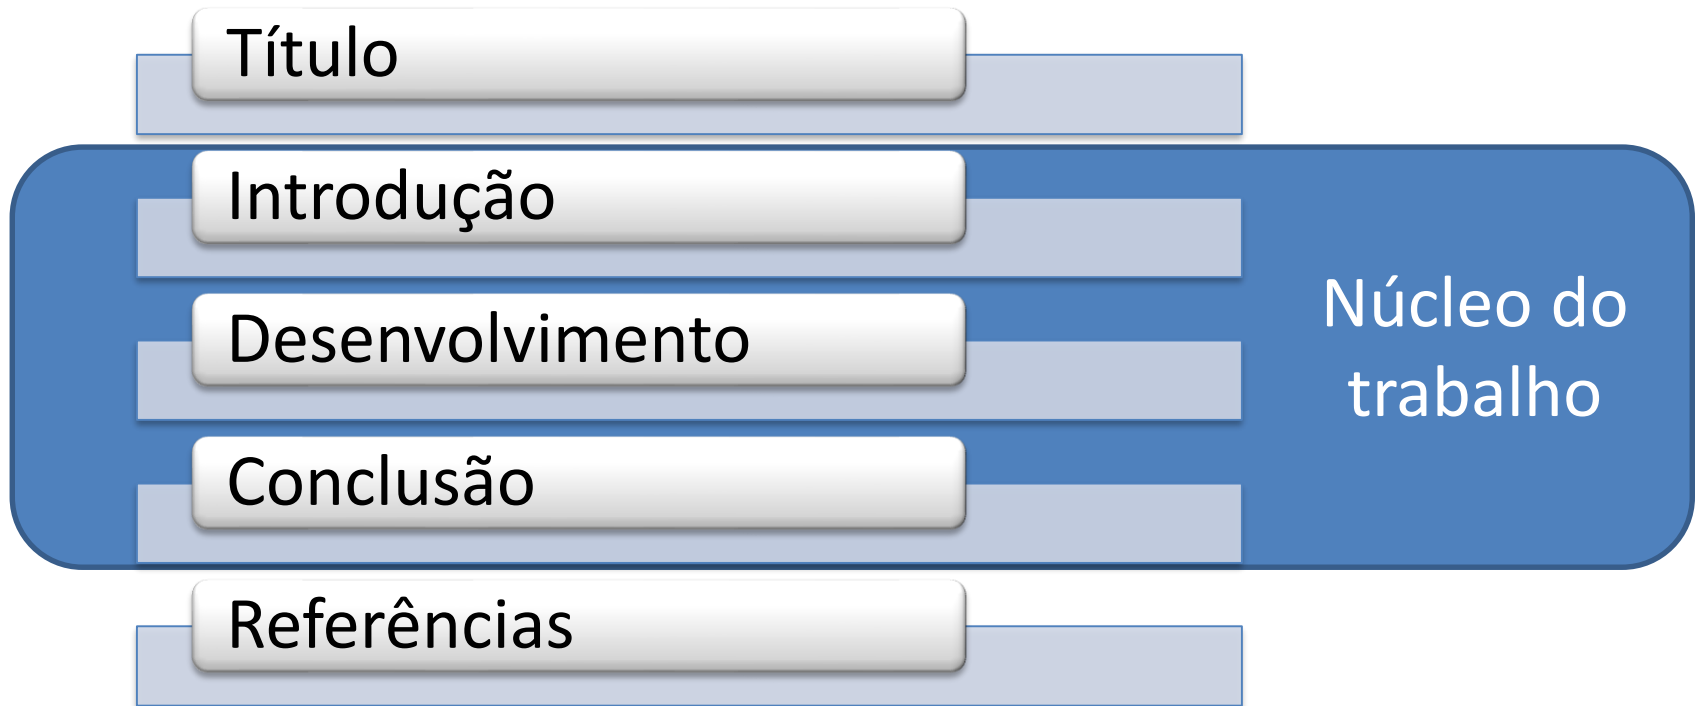 Título
Introdução
Desenvolvimento
Conclusão
Referências
Núcleo do
trabalho